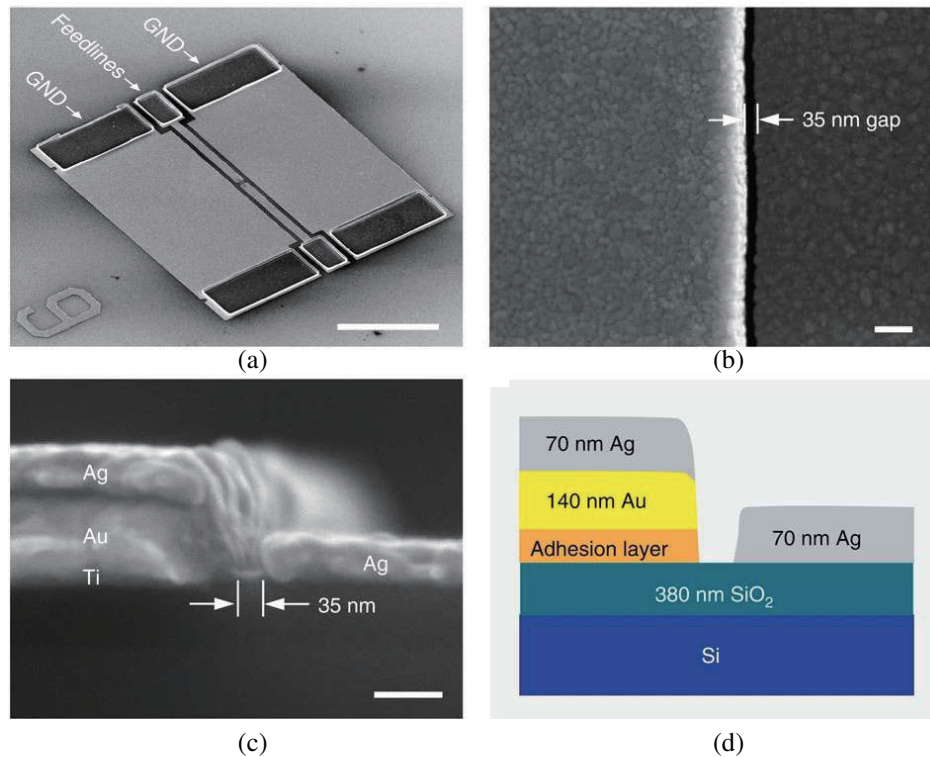 GND
Feedlines
GND
35 nm gap
(a)
(b)
Ag
Au
Ti
Ag
35 nm
70 nm Ag
140 nm Au
Adhesion layer
70 nm Ag
380 nm SiO₂
Si
(c)
(d)